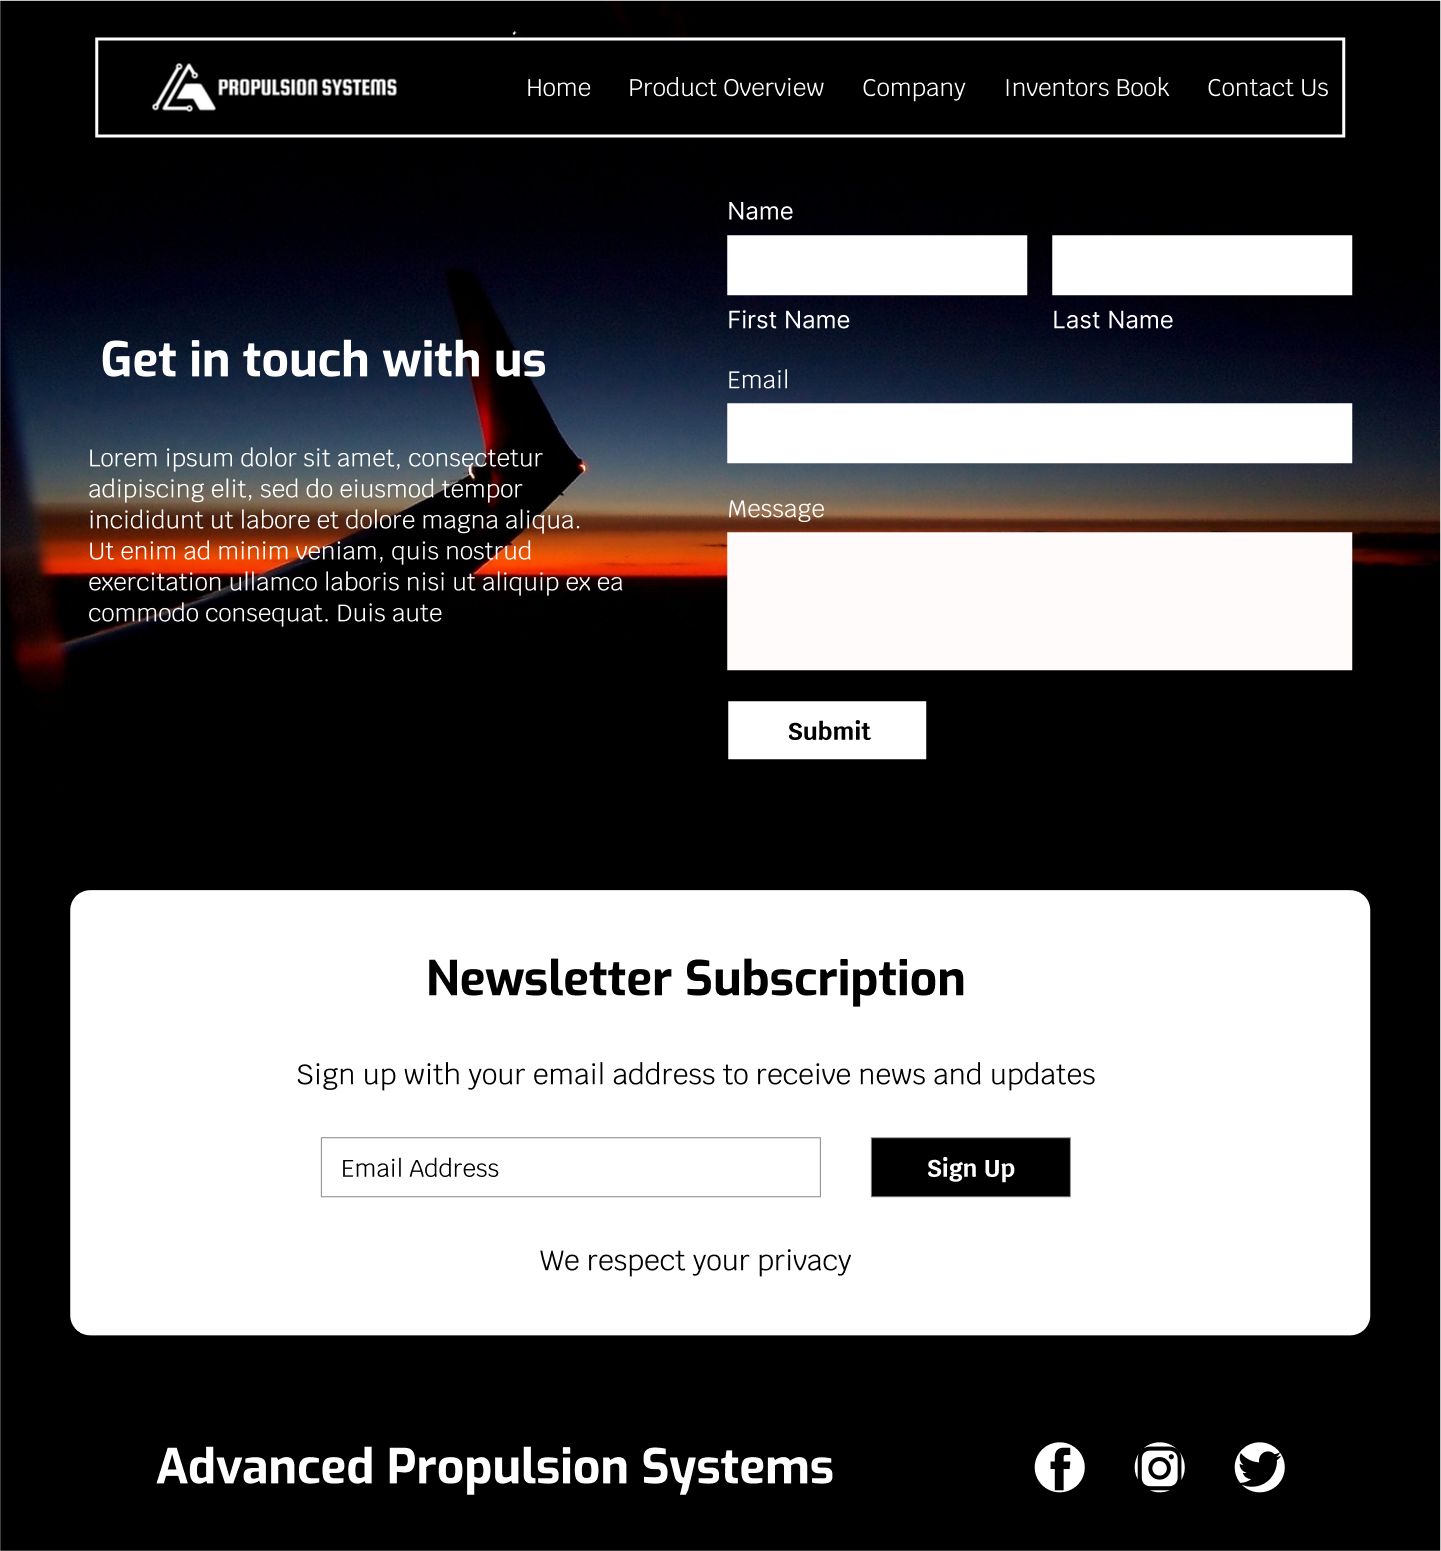 PROPULSION SYSTEMS
Home Product Overview Company Inventors Book Contact Us
Get in touch with us
Lorem ipsum dolor sit amet, consectetur
adipiscing elit, sed do eiusmod tempor
incididunt ut labore et dolore magna aliqua.
Ut enim ad minim veniam, quis nostrud
exercitation ullamco laboris nisi ut aliquip ex ea
commodo consequat. Duis aute
Name
First Name Last Name
Email
Message
Submit
Newsletter Subscription
Sign up with your email address to receive news and updates
Email Address Sign Up
We respect your privacy
Advanced Propulsion Systems